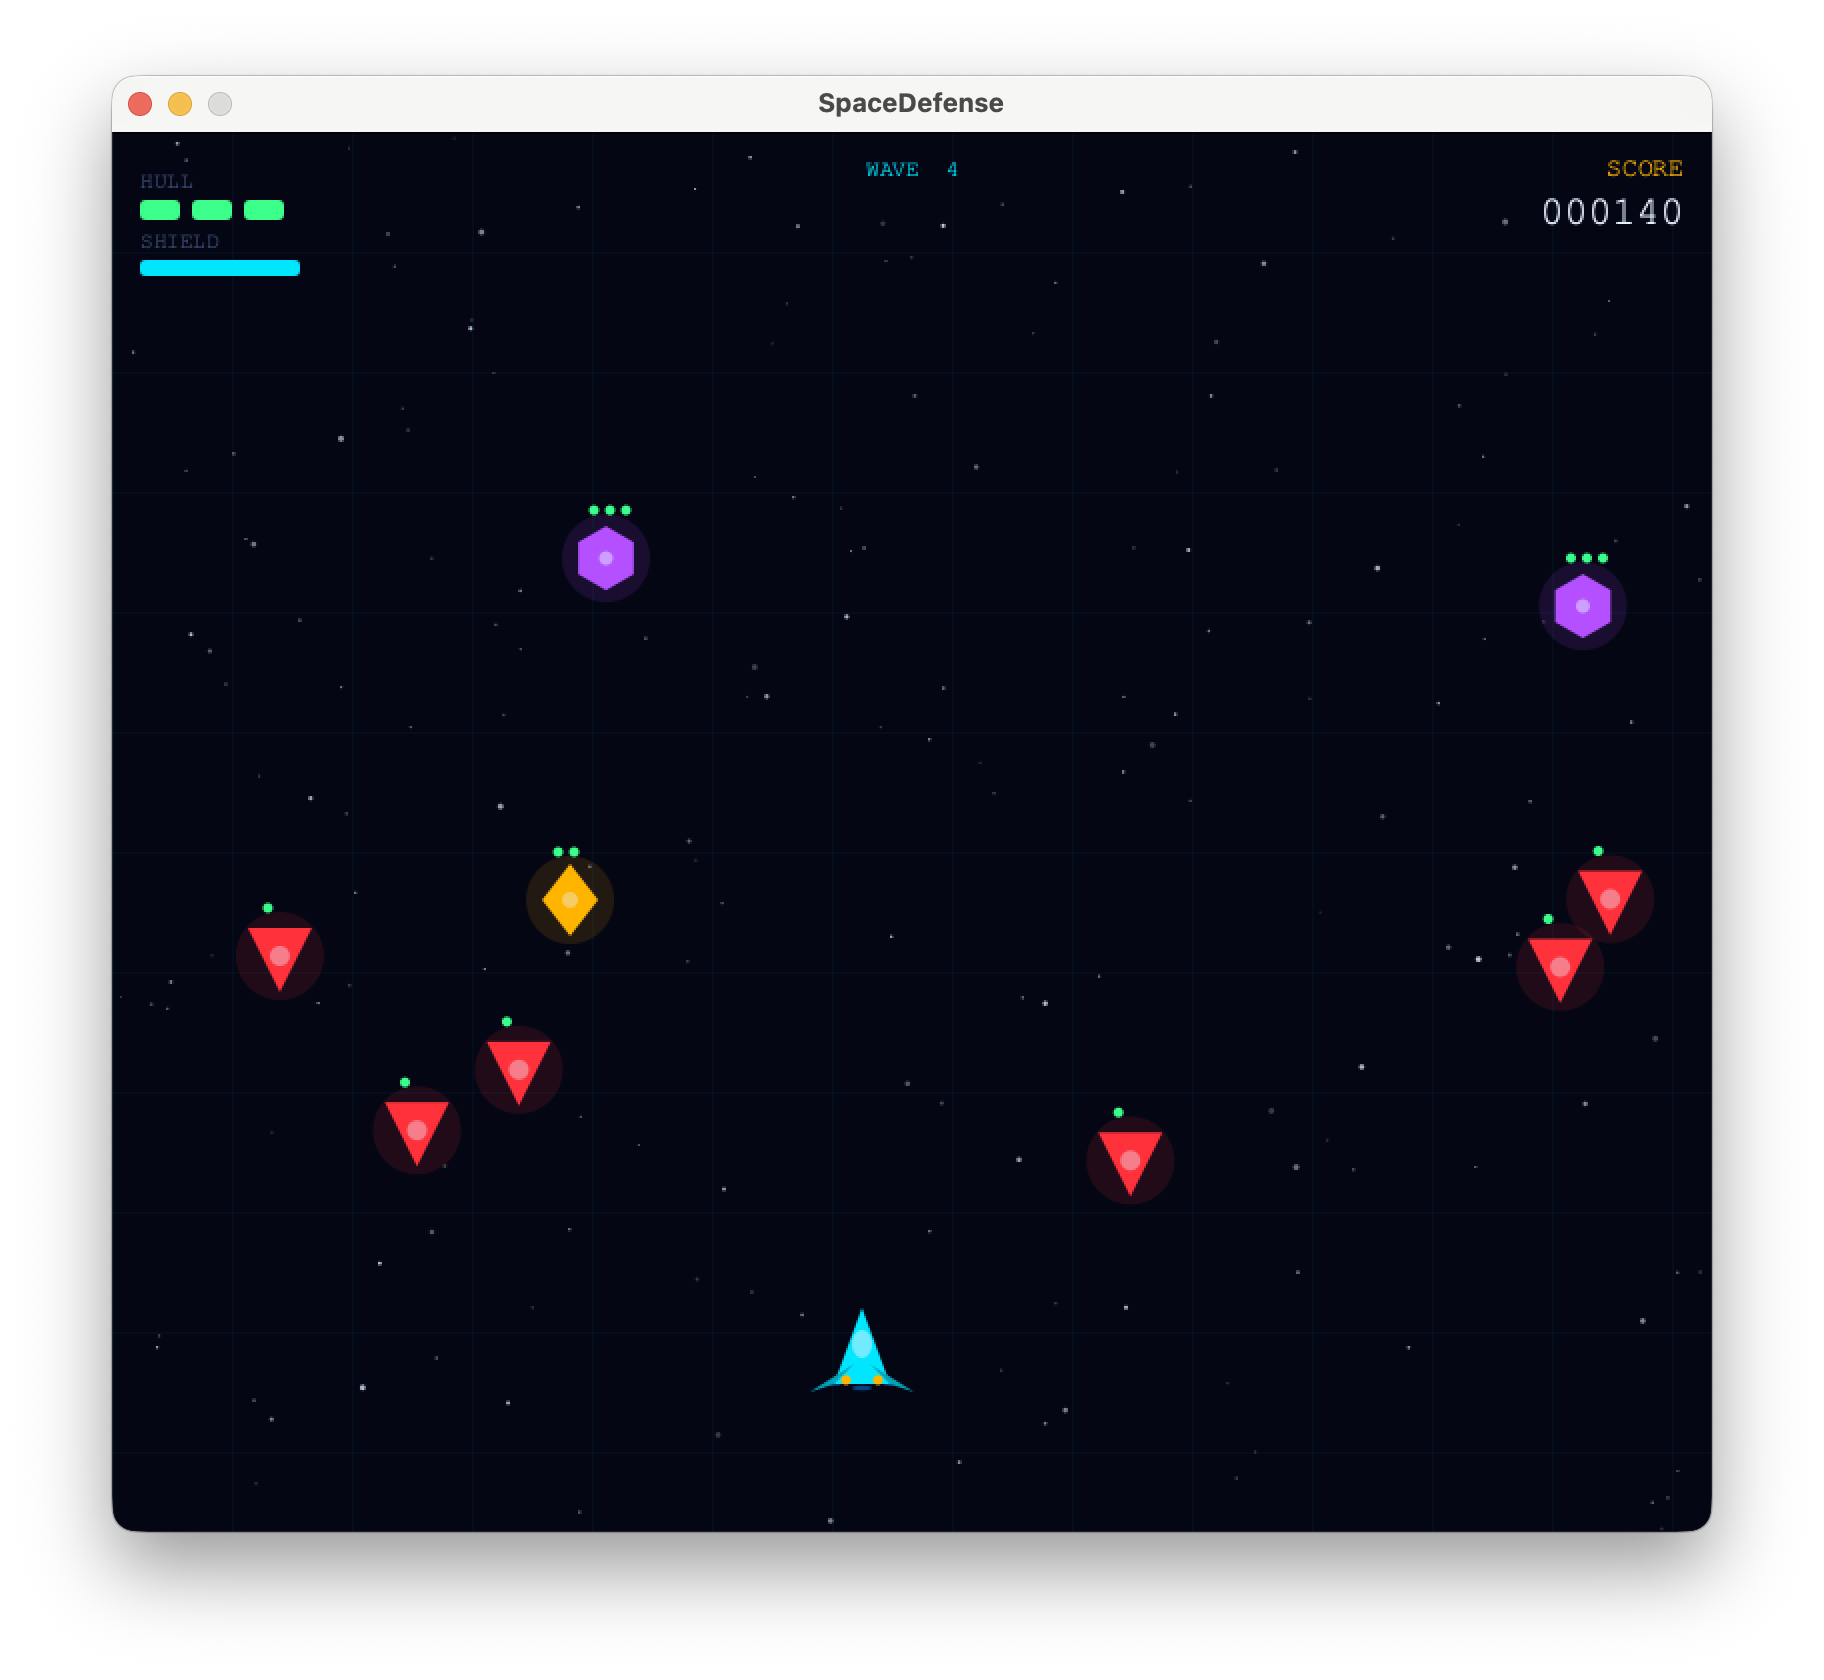 SpaceDefense
HULL
SHIELD
WAVE 4
SCORE
000140